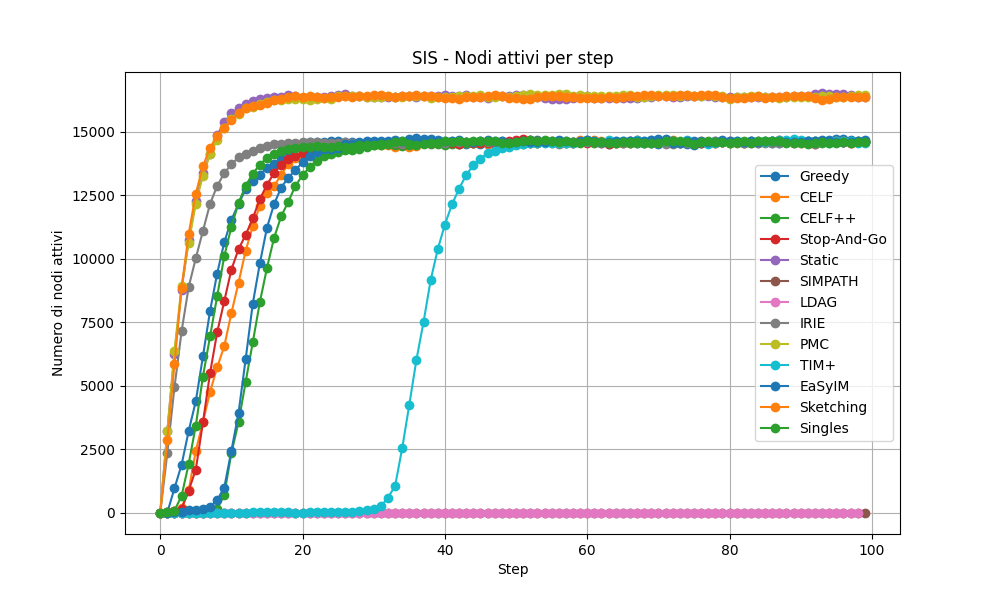 SIS - Nodi attivi per step
Numero di nodi attivi
15000
12500
10000
7500
5000
2500
0
0 20 40 60 80 100
Step
Greedy
CELF
CELF++
Stop-And-Go
Static
SIMPATH
LDAG
IRIE
PMC
TIM+
EaSyIM
Sketching
Singles